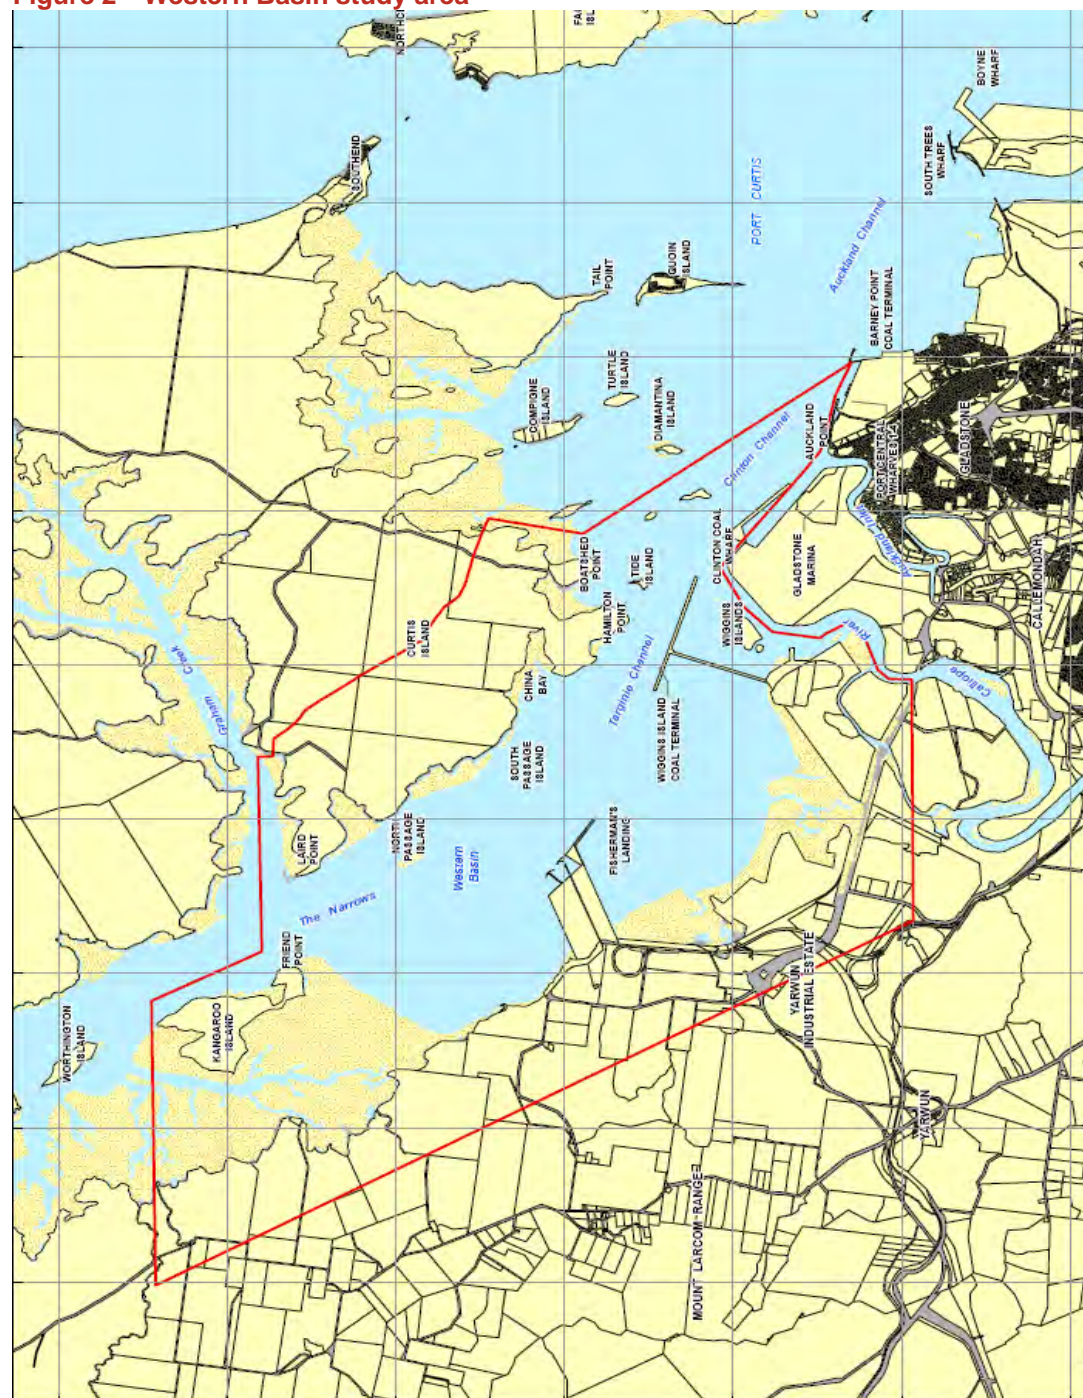 Figure 2 Western Basin study area
NORTHC
FA
ISL
BOYNE
WHARF
SOUTHEND
SOUTH TREES
WHARF
PORT CURTIS
Auckland Channel
TAIL
POINT
QUOIN
ISLAND
BARNEY POINT
COAL TERMINAL
COMPIGNE
ISLAND
TURTLE
ISLAND
DIAMANTINA
ISLAND
Clinton Channel
AUCKLAND
POINT
PORT CENTRAL
WHARVES 1-4
GLADSTONE
Auckland Inlet
CLINTON COAL
WHARF
GLADSTONE
MARINA
CALLEMONDAH
BOATSHED
POINT
TIDE
ISLAND
HAMILTON
POINT
WIGGINS
ISLANDS
River
Calliope
CURTIS
ISLAND
Graham Creek
CHINA
BAY
Targinie Channel
SOUTH
PASSAGE
ISLAND
WIGGINS ISLAND
COAL TERMINAL
LAIRD
POINT
NORTH
PASSAGE
ISLAND
Western
Basin
FISHERMAN'S
LANDING
The Narrows
FRIEND
POINT
YARWUN
INDUSTRIAL ESTATE
WORTHINGTON
ISLAND
KANGAROO
ISLAND
YARWUN
MOUNT LARCOM RANGE